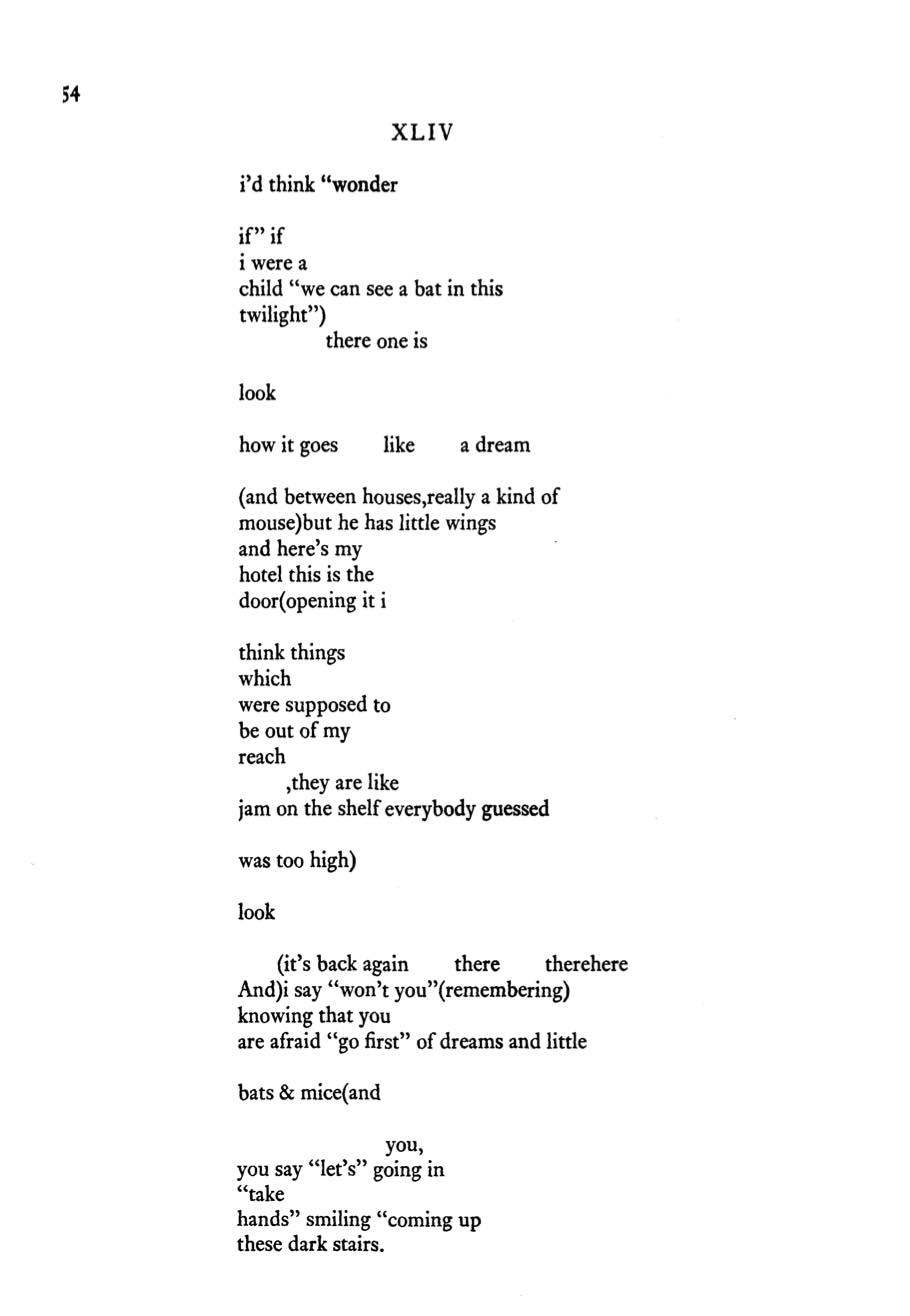 54
XLIV
i’d think “wonder
if” if
i were a
child “we can see a bat in this
twilight”)
there one is
look
how it goes like a dream
(and between houses,really a kind of
mouse)but he has little wings
and here’s my
hotel this is the
door(opening it i
think things
which
were supposed to
be out of my
reach
,they are like
jam on the shelf everybody guessed
was too high)
look
(it’s back again there therehere
And)i say “won’t you”(remembering)
knowing that you
are afraid “go first” of dreams and little
bats & mice(and
you,
you say “let’s” going in
“take
hands” smiling “coming up
these dark stairs.